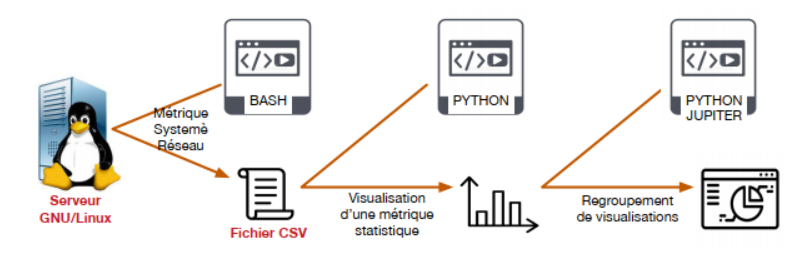 BASH
PYTHON
PYTHON
JUPITER
Métrique
Systemè
Réseau
Serveur
GNU/Linux
Fichier CSV
Visualisation
d'une métrique
statistique
Regroupement
de visualisations